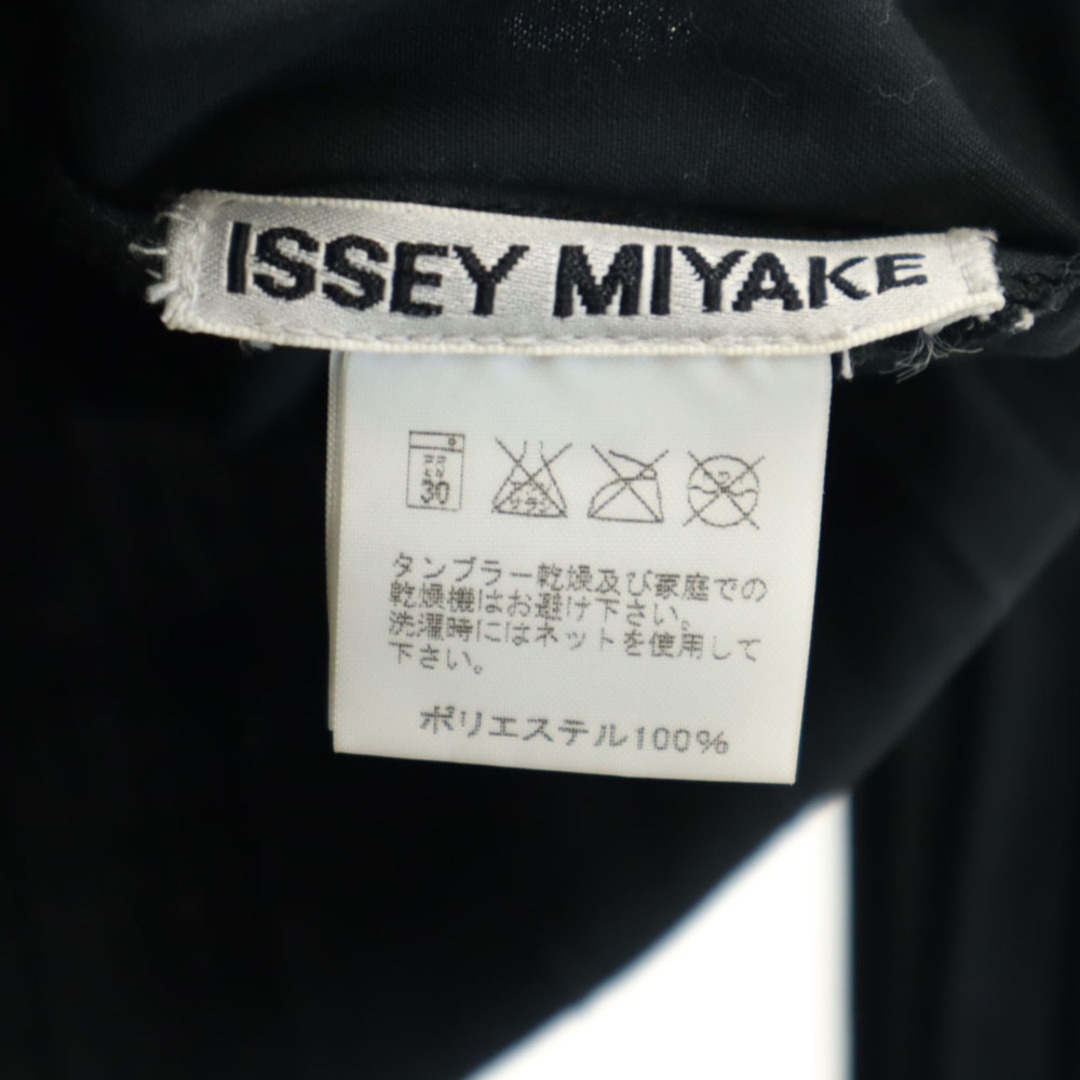 ISSEY MIYAKE
30
タンブラー乾燥及び家庭での
乾燥機はお避け下さい。
洗濯時にはネットを使用して
下さい。
ポリエステル100%